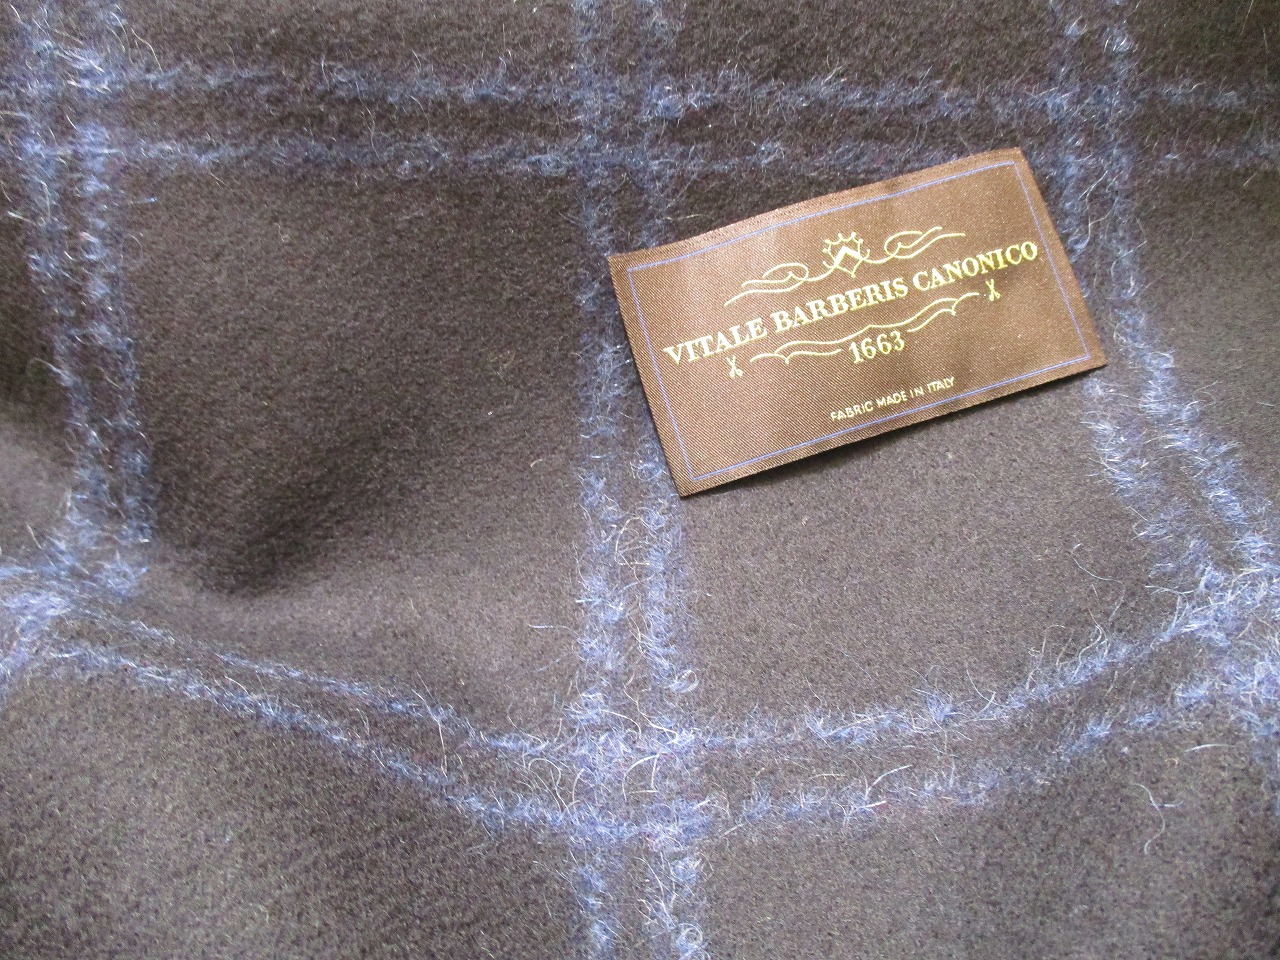 VITALE BARBERIS CANONICO
1663
FABRIC MADE IN ITALY